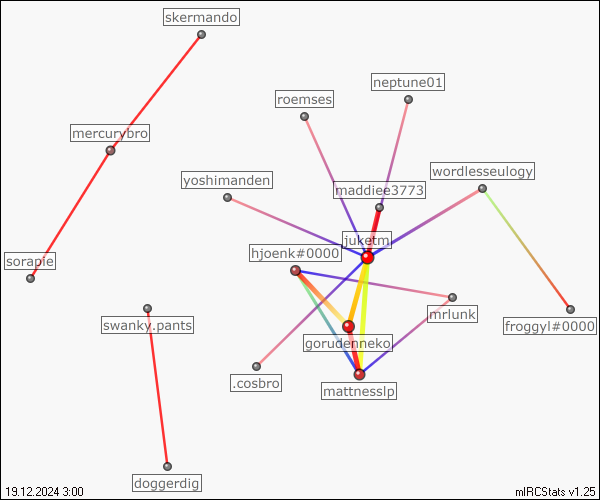 skermando
neptune01
roemses
mercurybro
wordlesseulogy
yoshimanden
maddiee3773
juketm
hjoenk#0000
sorapie
mrlunk
swanky.pants
froggyl#0000
gorudenneko
.cosbro
mattnesslp
doggerdig
19.12.2024 3:00
mIRCStats v1.25